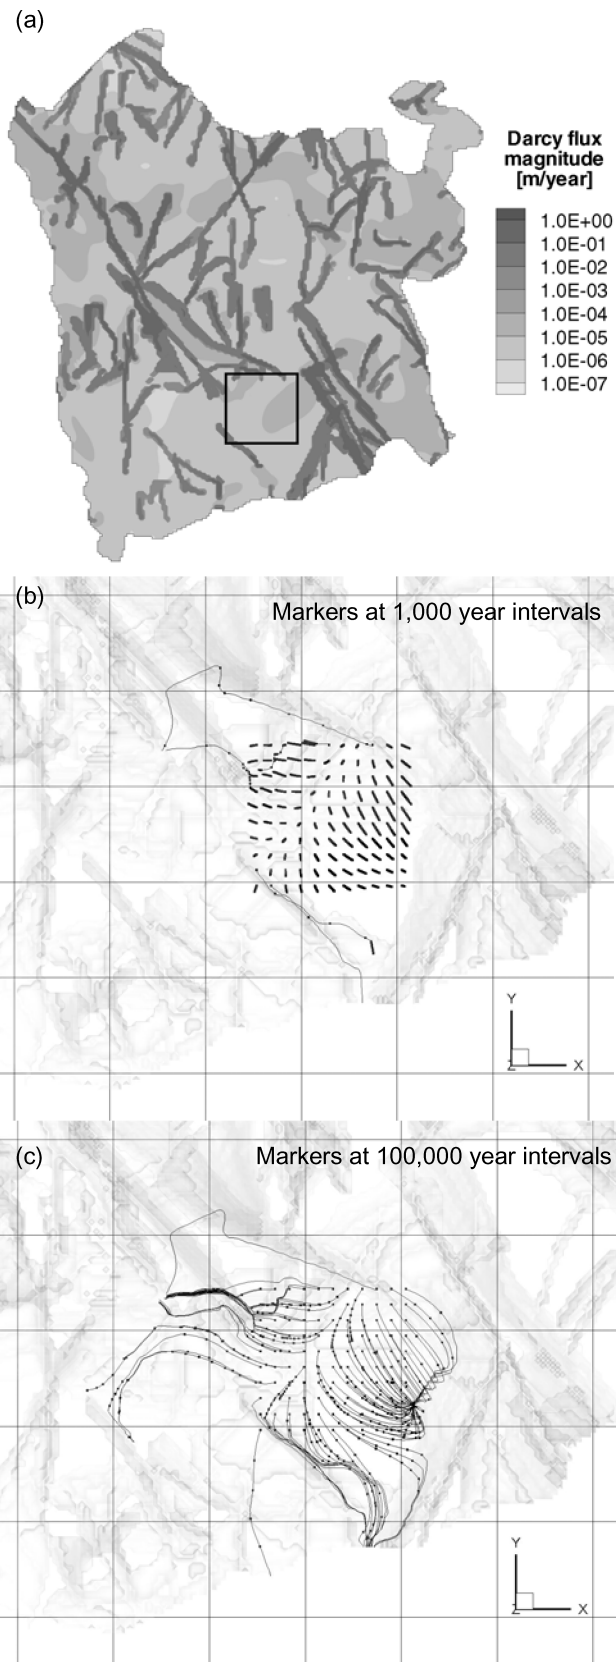 (a)
Darcy flux
magnitude
[m/year]
1.0E+00
1.0E-01
1.0E-02
1.0E-03
1.0E-04
1.0E-05
1.0E-06
1.0E-07
(b)
Markers at 1,000 year intervals
Y
Z
X
(c)
Markers at 100,000 year intervals
Y
Z
X